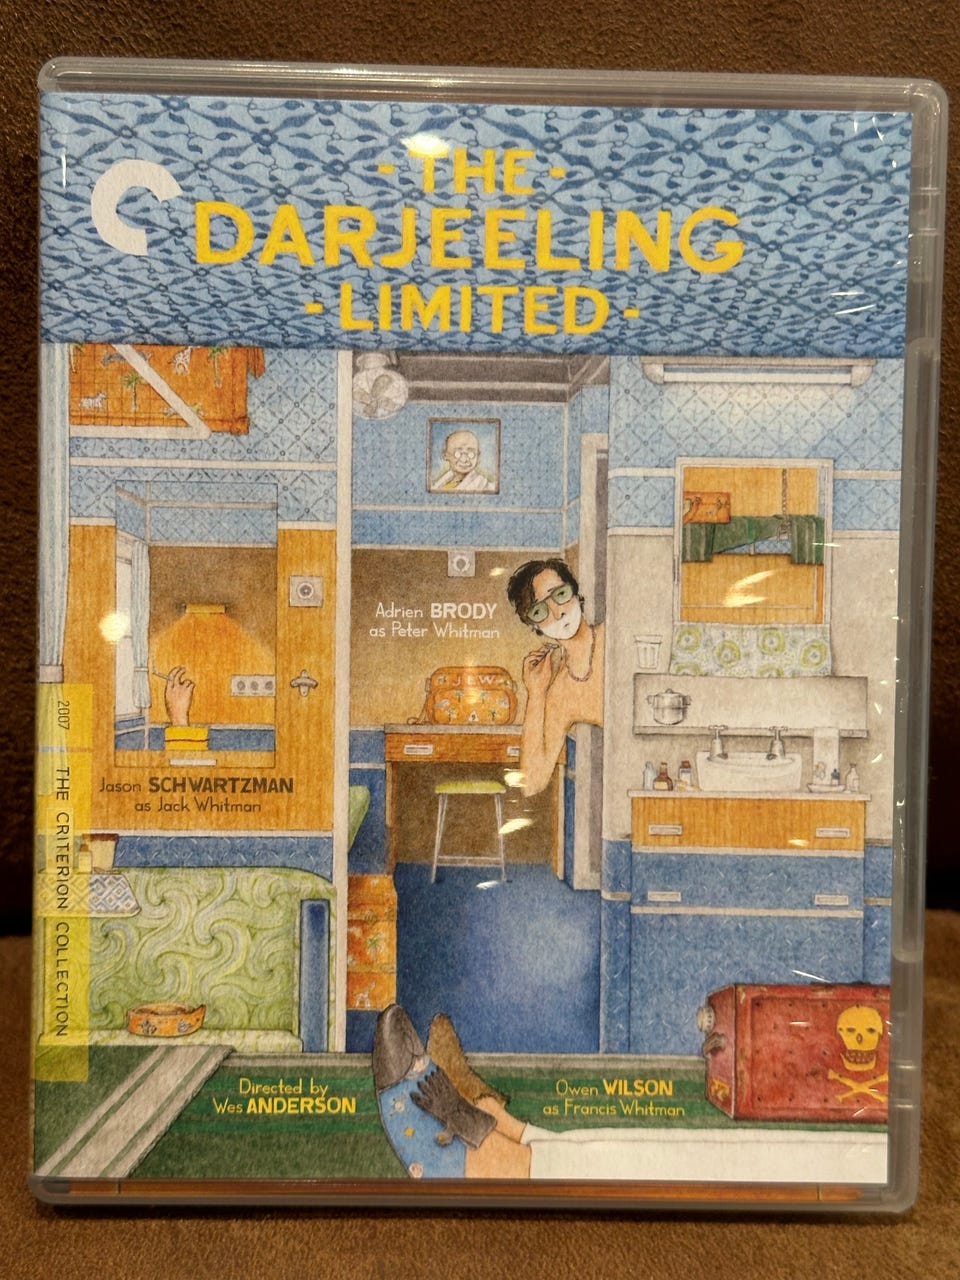 - THE -
DARJEELING
- LIMITED -
Adrien BRODY
as Peter Whitman
J.L.W.
Jason SCHWARTZMAN
as Jack Whitman
2007 THE CRITERION COLLECTION
Directed by
Wes ANDERSON
Owen WILSON
as Francis Whitman